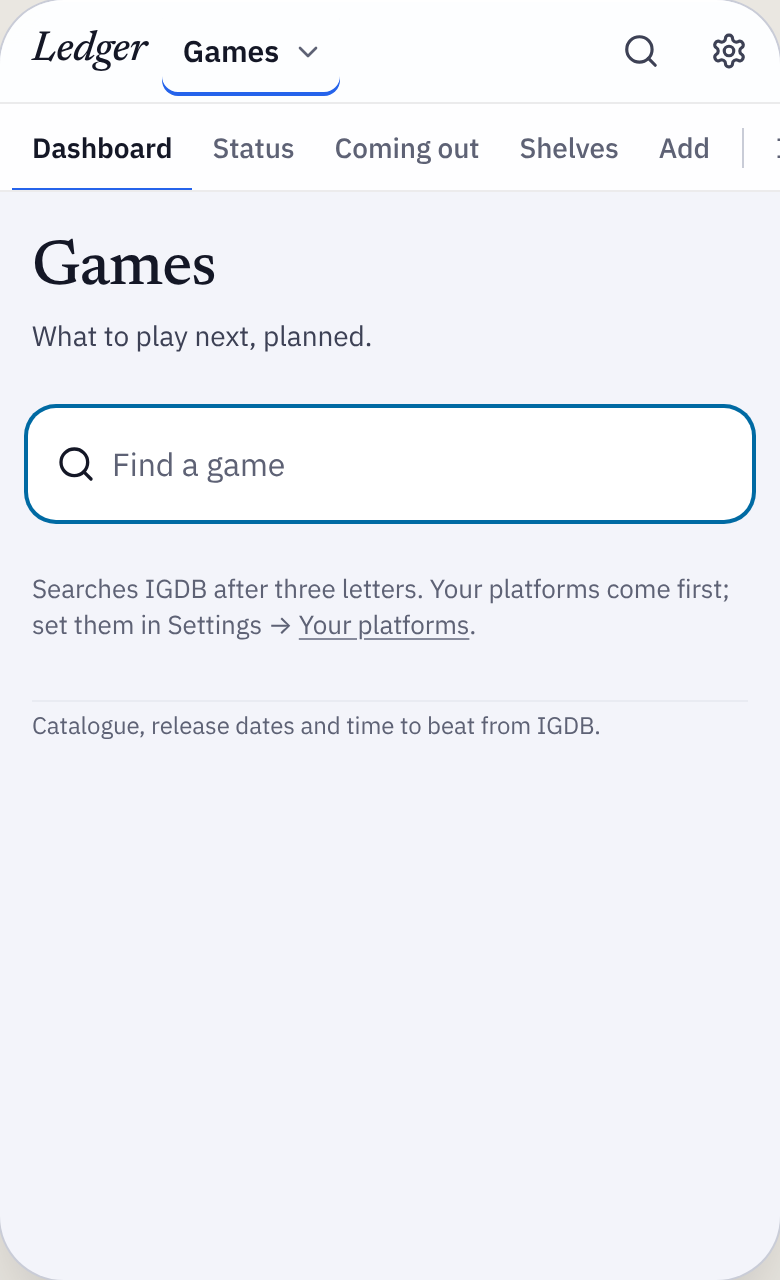 Ledger Games
Dashboard Status Coming out Shelves Add
Games
What to play next, planned.
Find a game
Searches IGDB after three letters. Your platforms come first;
set them in Settings → Your platforms.
Catalogue, release dates and time to beat from IGDB.